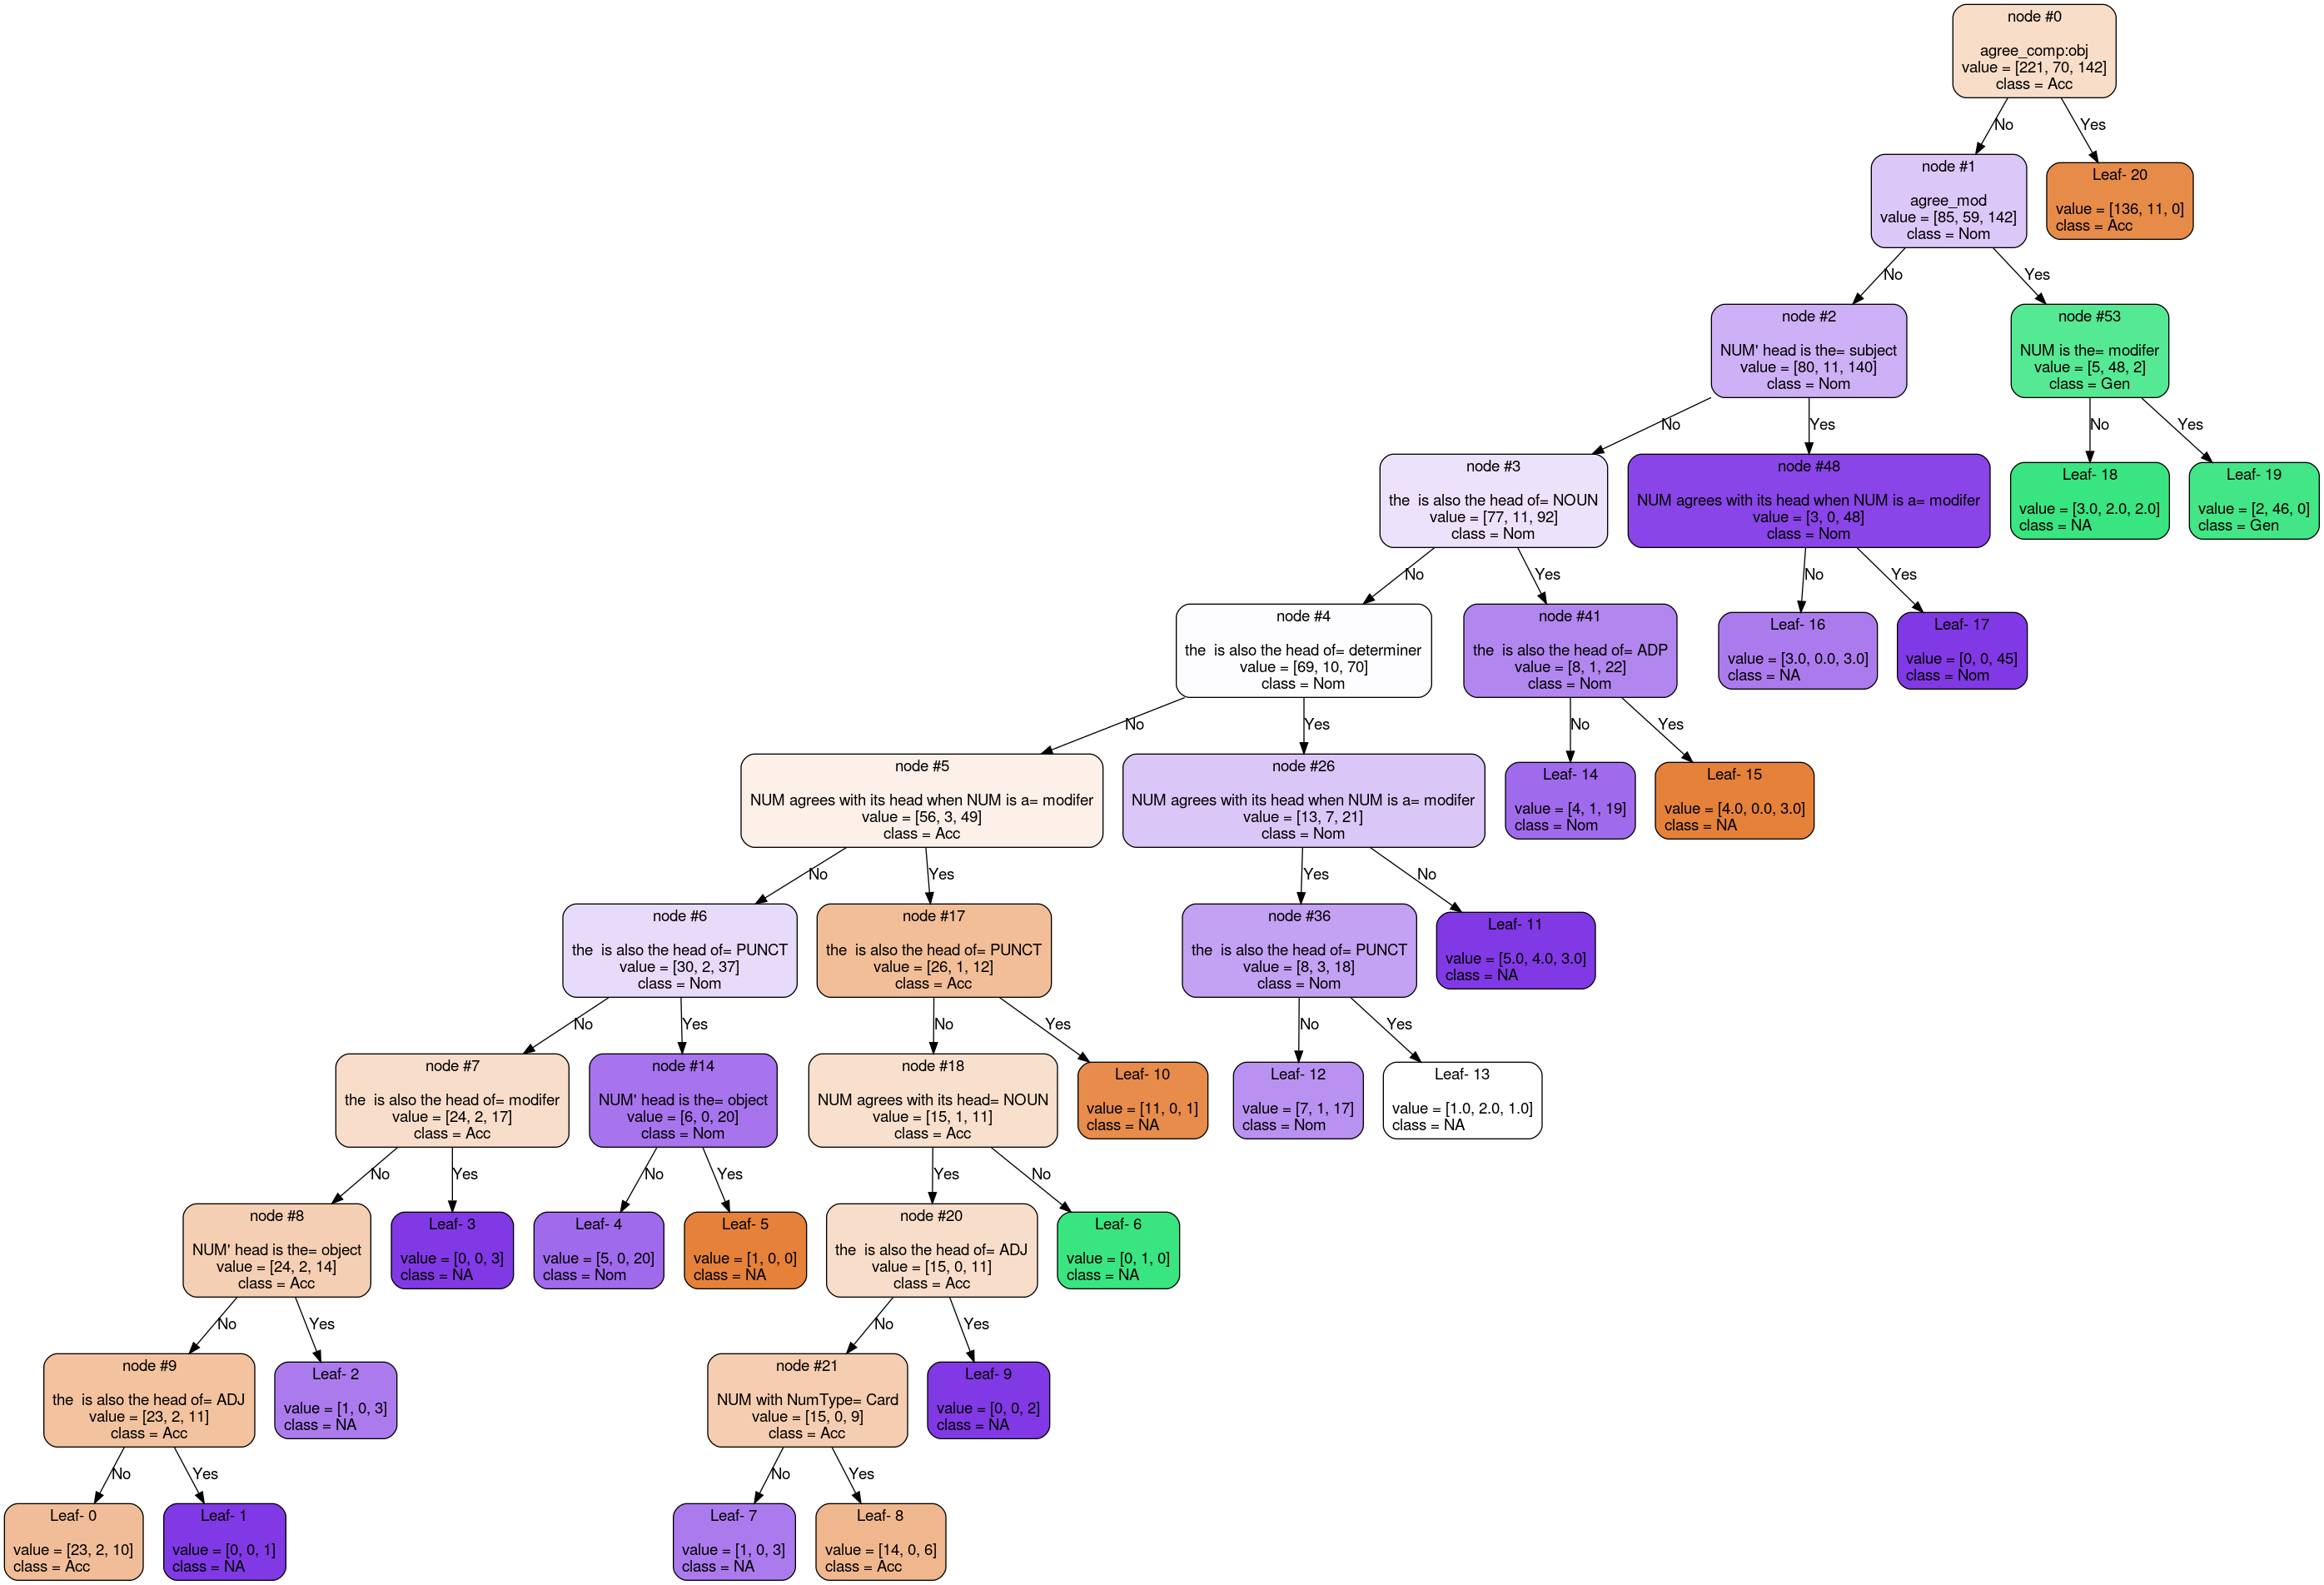 node #0
agree_comp:obj
value = [221, 70, 142]
class = Acc
No
Yes
node #1
agree_mod
value = [85, 59, 142]
class = Nom
Leaf- 20
value = [136, 11, 0]
class = Acc
No
Yes
node #2
NUM' head is the= subject
value = [80, 11, 140]
class = Nom
node #53
NUM is the= modifer
value = [5, 48, 2]
class = Gen
No
Yes
No
Yes
node #3
the  is also the head of= NOUN
value = [77, 11, 92]
class = Nom
node #48
NUM agrees with its head when NUM is a= modifer
value = [3, 0, 48]
class = Nom
Leaf- 18
value = [3.0, 2.0, 2.0]
class = NA
Leaf- 19
value = [2, 46, 0]
class = Gen
No
Yes
No
Yes
node #4
the  is also the head of= determiner
value = [69, 10, 70]
class = Nom
node #41
the  is also the head of= ADP
value = [8, 1, 22]
class = Nom
Leaf- 16
value = [3.0, 0.0, 3.0]
class = NA
Leaf- 17
value = [0, 0, 45]
class = Nom
No
Yes
No
Yes
node #5
NUM agrees with its head when NUM is a= modifer
value = [56, 3, 49]
class = Acc
node #26
NUM agrees with its head when NUM is a= modifer
value = [13, 7, 21]
class = Nom
Leaf- 14
value = [4, 1, 19]
class = Nom
Leaf- 15
value = [4.0, 0.0, 3.0]
class = NA
No
Yes
Yes
No
node #6
the  is also the head of= PUNCT
value = [30, 2, 37]
class = Nom
node #17
the  is also the head of= PUNCT
value = [26, 1, 12]
class = Acc
node #36
the  is also the head of= PUNCT
value = [8, 3, 18]
class = Nom
Leaf- 11
value = [5.0, 4.0, 3.0]
class = NA
No
Yes
No
Yes
No
Yes
node #7
the  is also the head of= modifer
value = [24, 2, 17]
class = Acc
node #14
NUM' head is the= object
value = [6, 0, 20]
class = Nom
node #18
NUM agrees with its head= NOUN
value = [15, 1, 11]
class = Acc
Leaf- 10
value = [11, 0, 1]
class = NA
Leaf- 12
value = [7, 1, 17]
class = Nom
Leaf- 13
value = [1.0, 2.0, 1.0]
class = NA
No
Yes
No
Yes
Yes
No
node #8
NUM' head is the= object
value = [24, 2, 14]
class = Acc
Leaf- 3
value = [0, 0, 3]
class = NA
Leaf- 4
value = [5, 0, 20]
class = Nom
Leaf- 5
value = [1, 0, 0]
class = NA
node #20
the  is also the head of= ADJ
value = [15, 0, 11]
class = Acc
Leaf- 6
value = [0, 1, 0]
class = NA
No
Yes
No
Yes
node #9
the  is also the head of= ADJ
value = [23, 2, 11]
class = Acc
Leaf- 2
value = [1, 0, 3]
class = NA
node #21
NUM with NumType= Card
value = [15, 0, 9]
class = Acc
Leaf- 9
value = [0, 0, 2]
class = NA
No
Yes
No
Yes
Leaf- 0
value = [23, 2, 10]
class = Acc
Leaf- 1
value = [0, 0, 1]
class = NA
Leaf- 7
value = [1, 0, 3]
class = NA
Leaf- 8
value = [14, 0, 6]
class = Acc